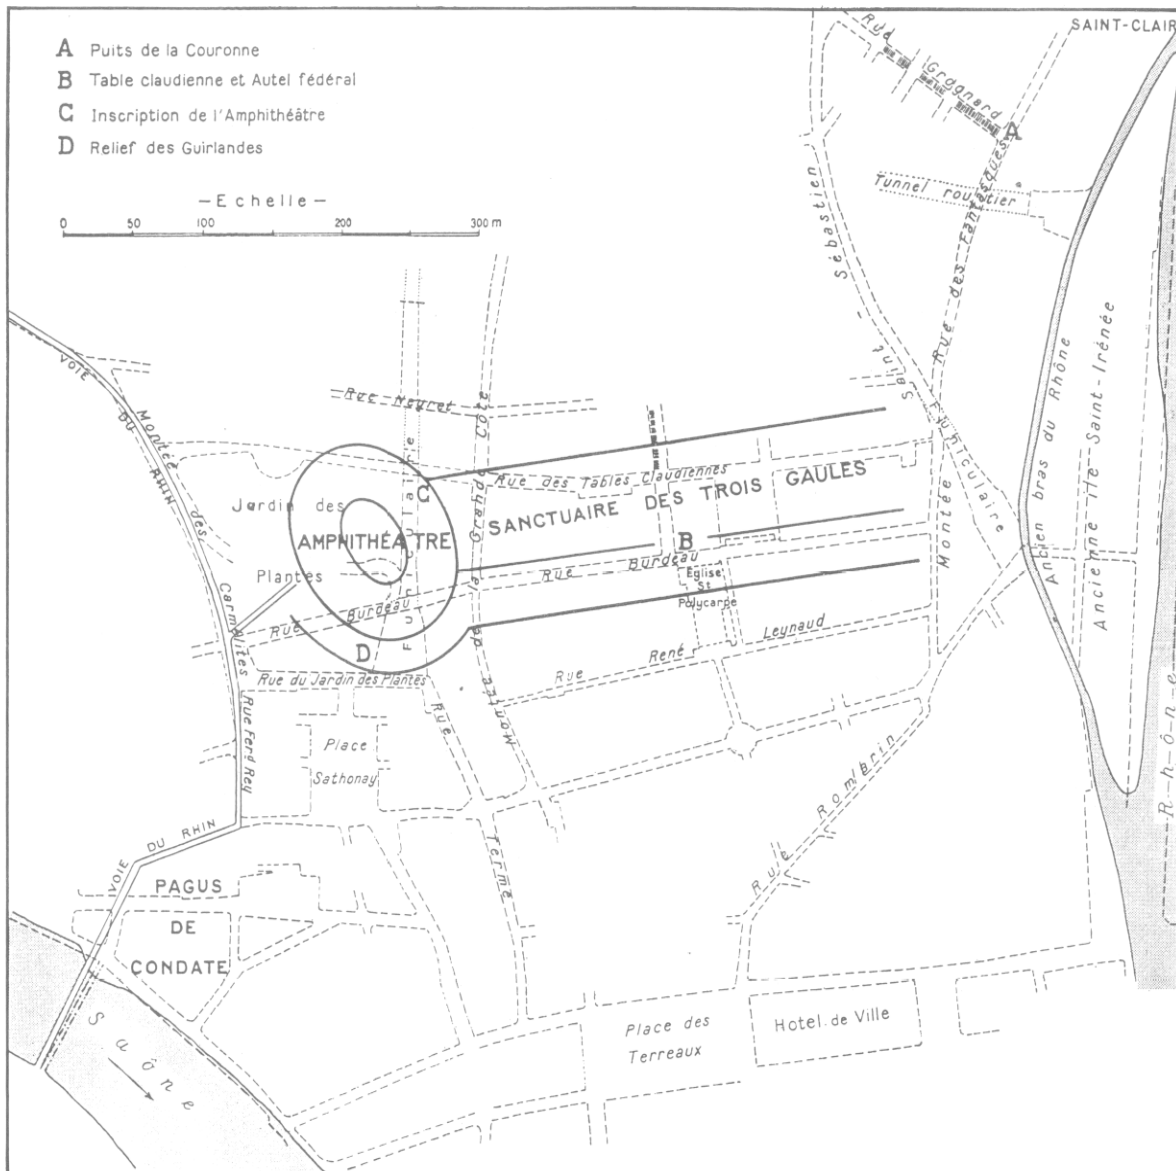 A Puits de la Couronne
B Table claudienne et Autel fédéral
C Inscription de l'Amphithéâtre
D Relief des Guirlandes
— Echelle —
0 50 100 200 300 m
SAINT-CLAIR
Rue Grognard
A
Tunnel routier
Rue des Fantasques
Montée Saint Sébastien
Funiculaire
Ancien bras du Rhône
Ancienne Ile Saint-Irénée
R-h-ô-n-e
VOIE DU RHIN
Montée des Carmélites
Rue Neyret
Montée de la Grande Côte
Funiculaire
C
Rue des Tables Claudiennes
SANCTUAIRE DES TROIS GAULES
Jardin des
Plantes
AMPHITHÉATRE
B
Rue Burdeau
Rue Burdeau
Eglise
St
Polycarpe
D
Rue du Jardin des Plantes
Rue René Leynaud
Rue Ferd Rey
Place
Sathonay
Rue Terme
Rue Romarin
VOIE DU RHIN
PAGUS
DE
CONDATE
Saône
Place des
Terreaux
Hotel de Ville